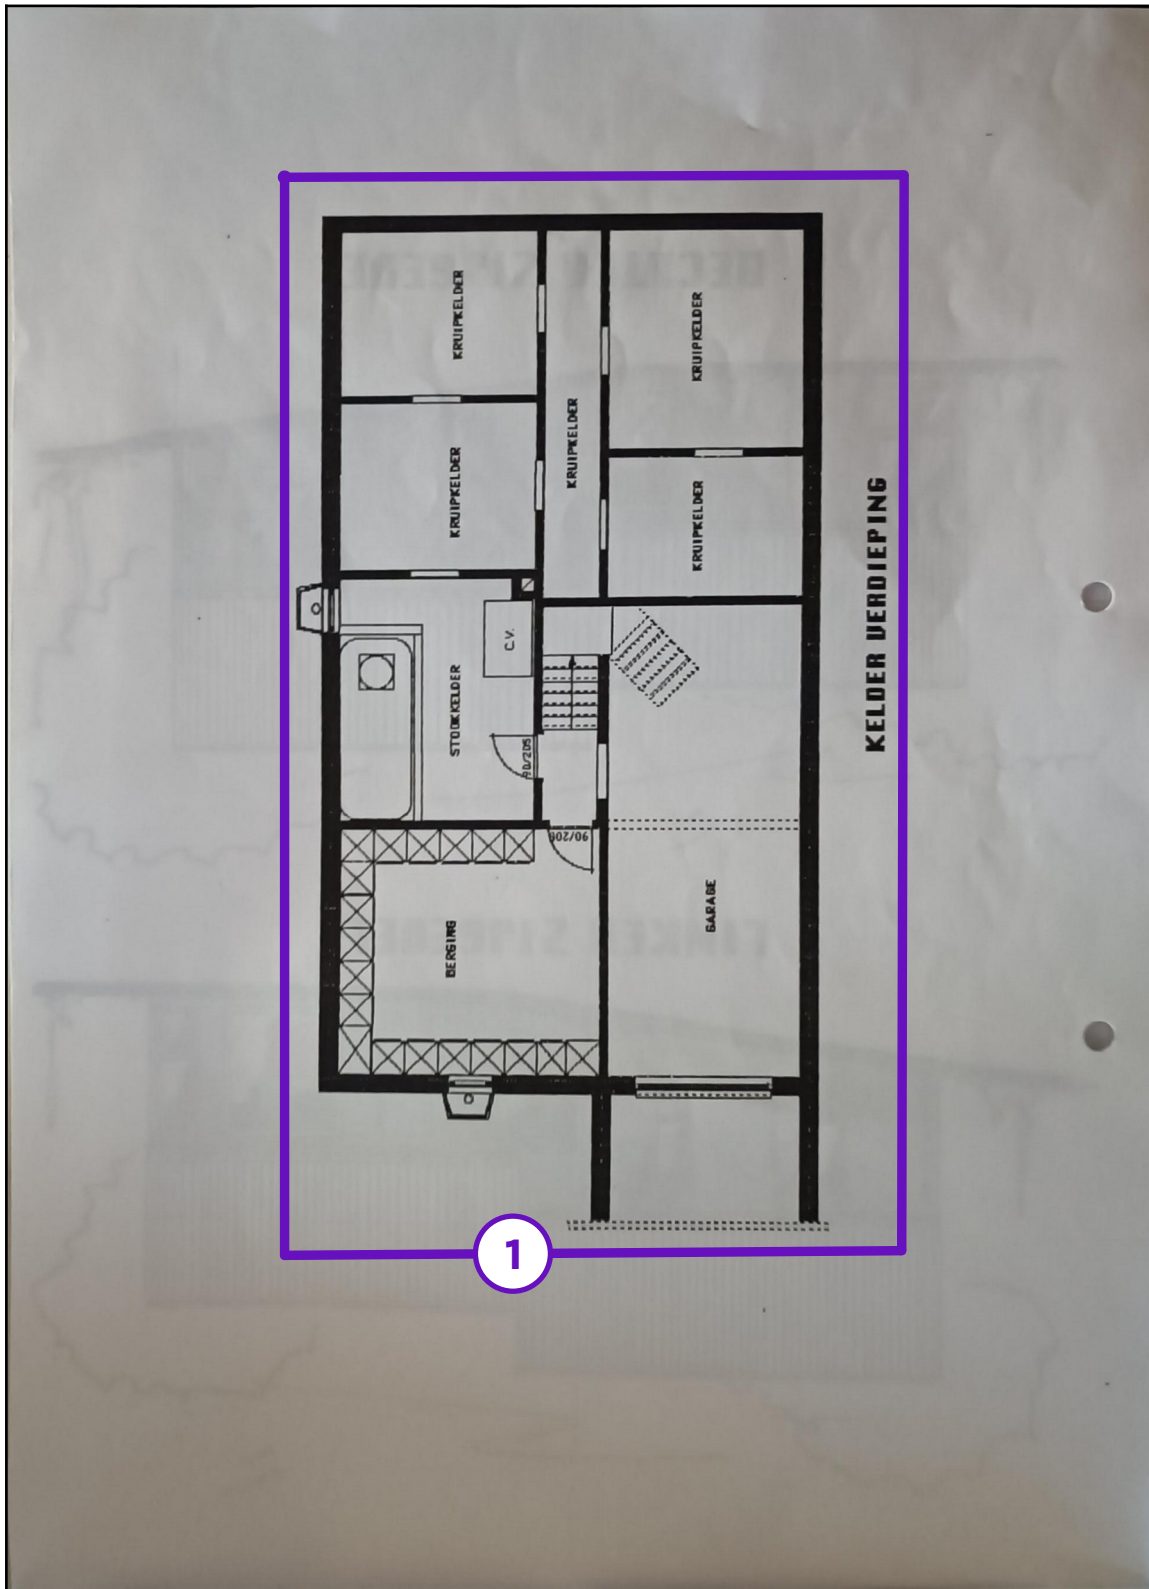 KRUIPKELDER
KRUIPKELDER
KRUIPKELDER
KRUIPKELDER
KRUIPKELDER
C.V.
STOOKKELDER
90/205
90/205
BERGING
GARAGE
KELDER VERDIEPING
1